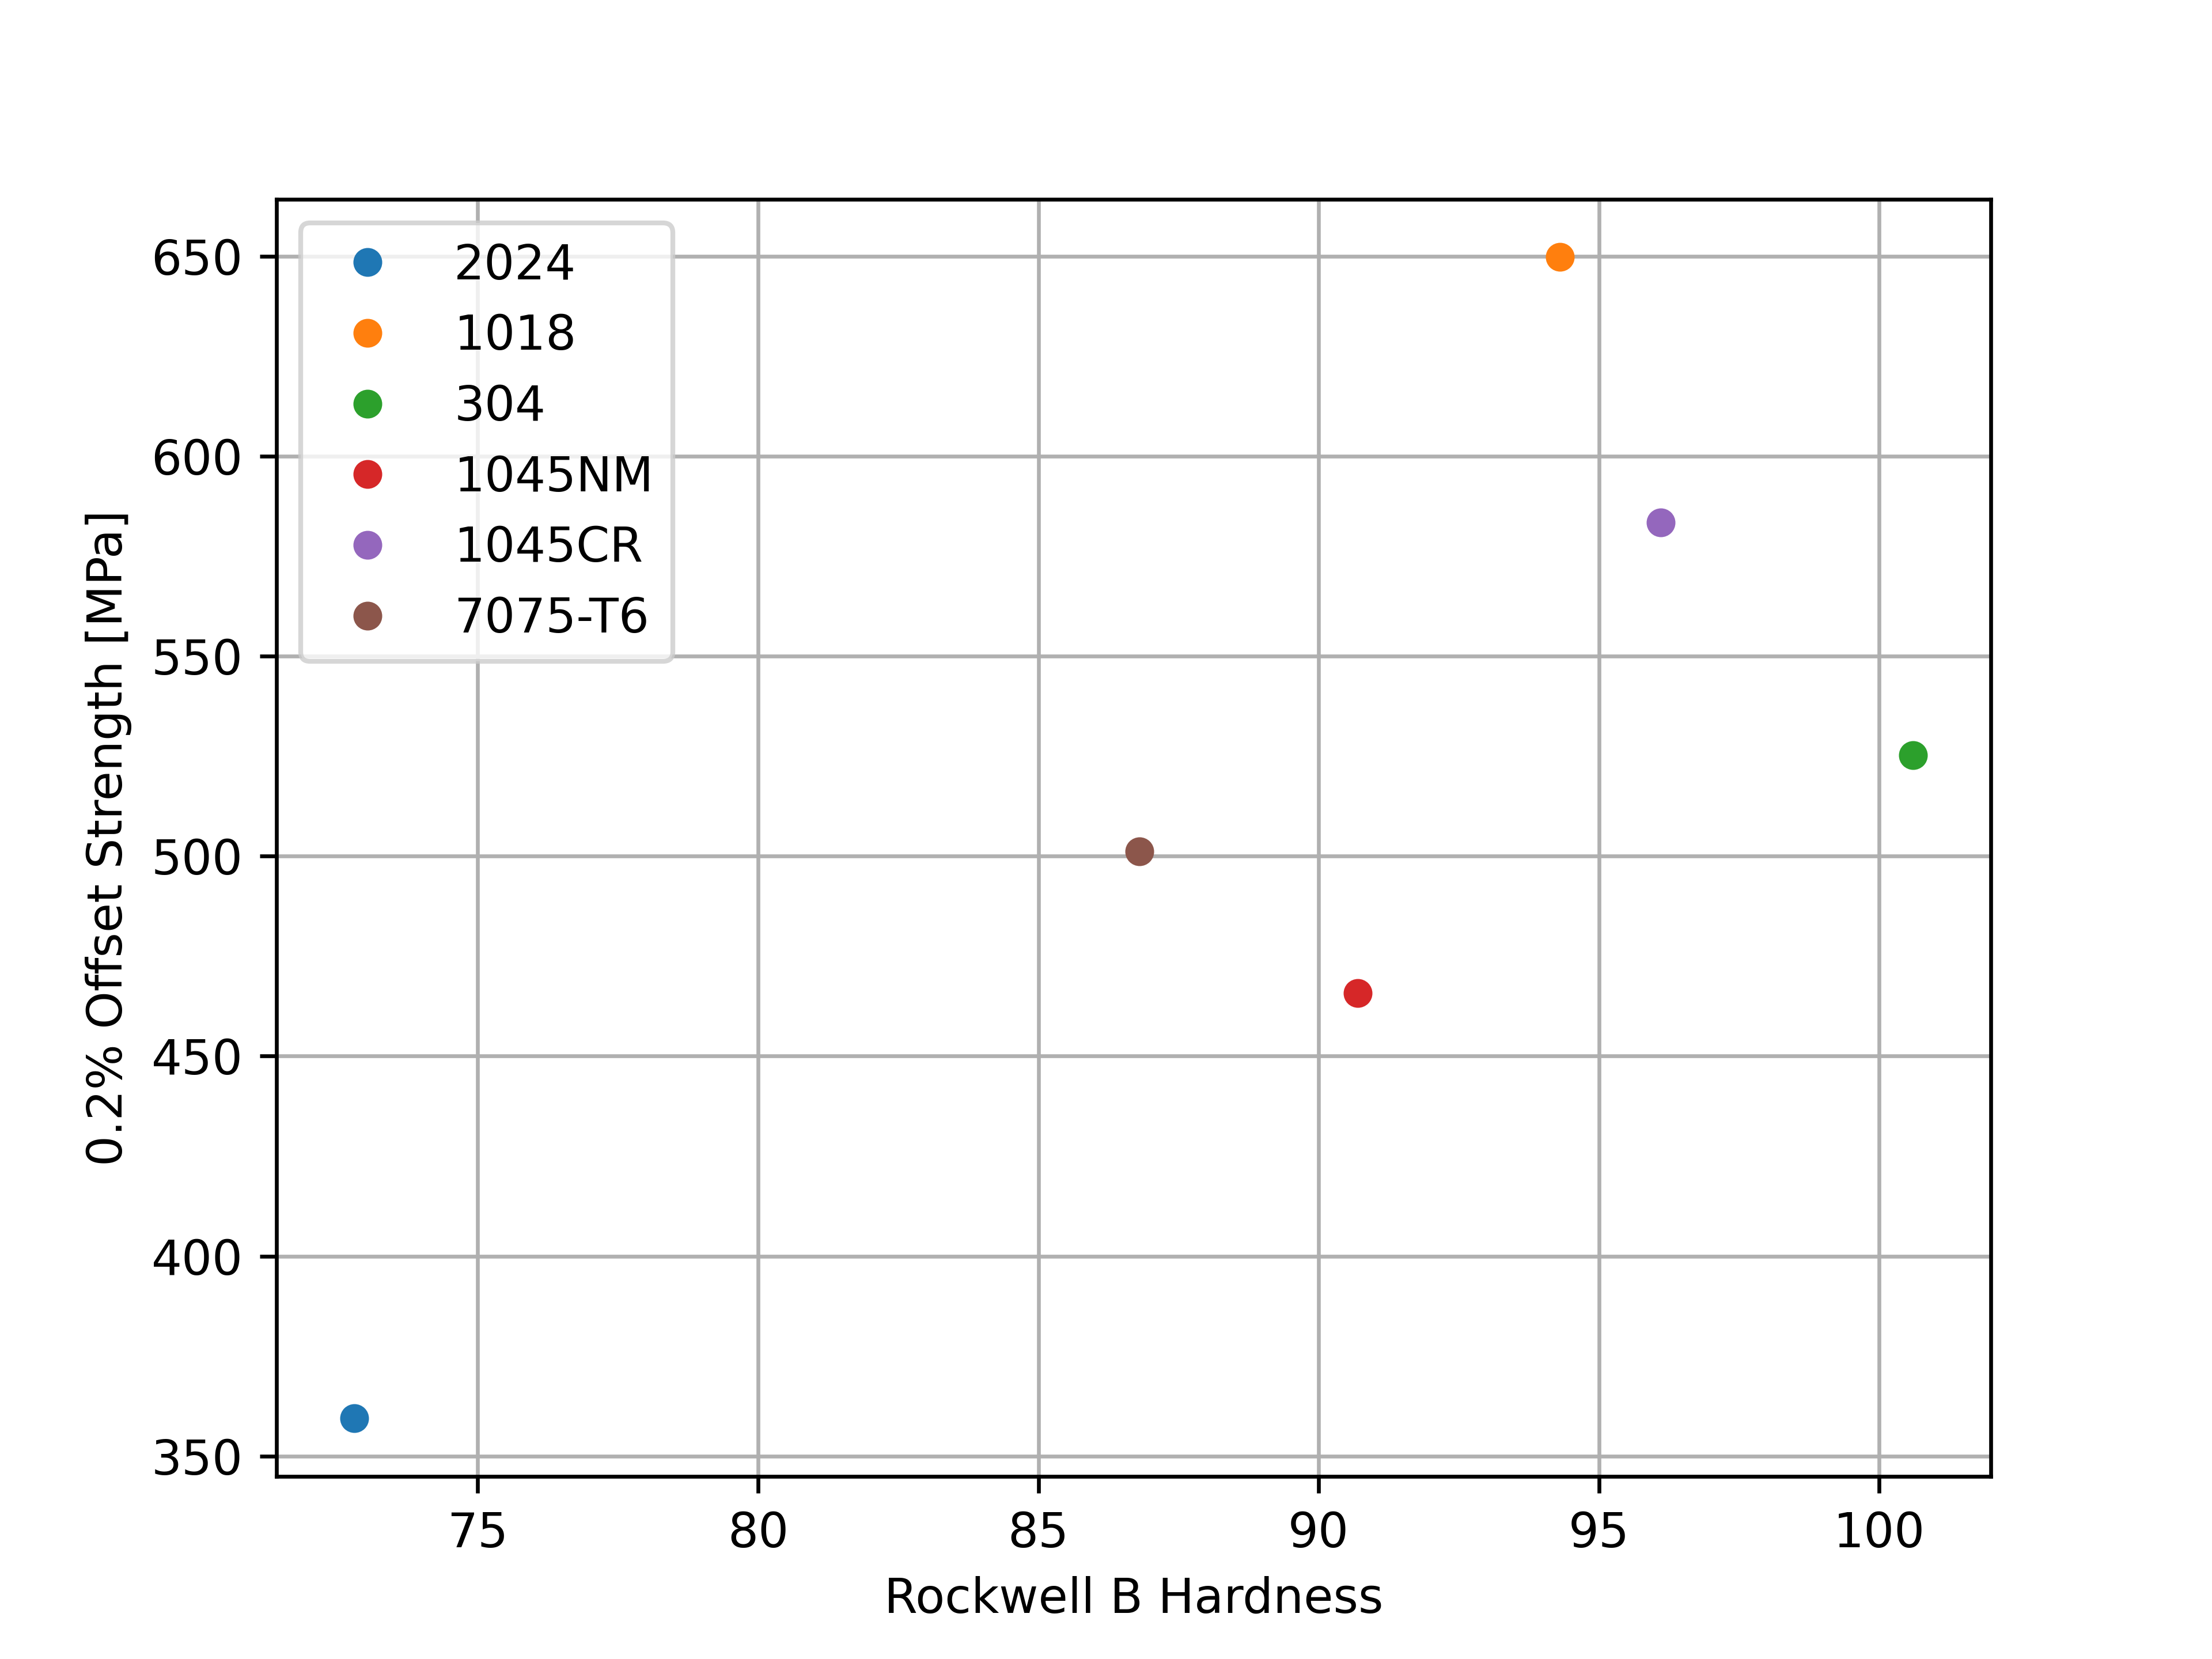 2024
1018
304
1045NM
1045CR
7075-T6
650
600
550
500
450
400
350
0.2% Offset Strength [MPa]
75 80 85 90 95 100
Rockwell B Hardness